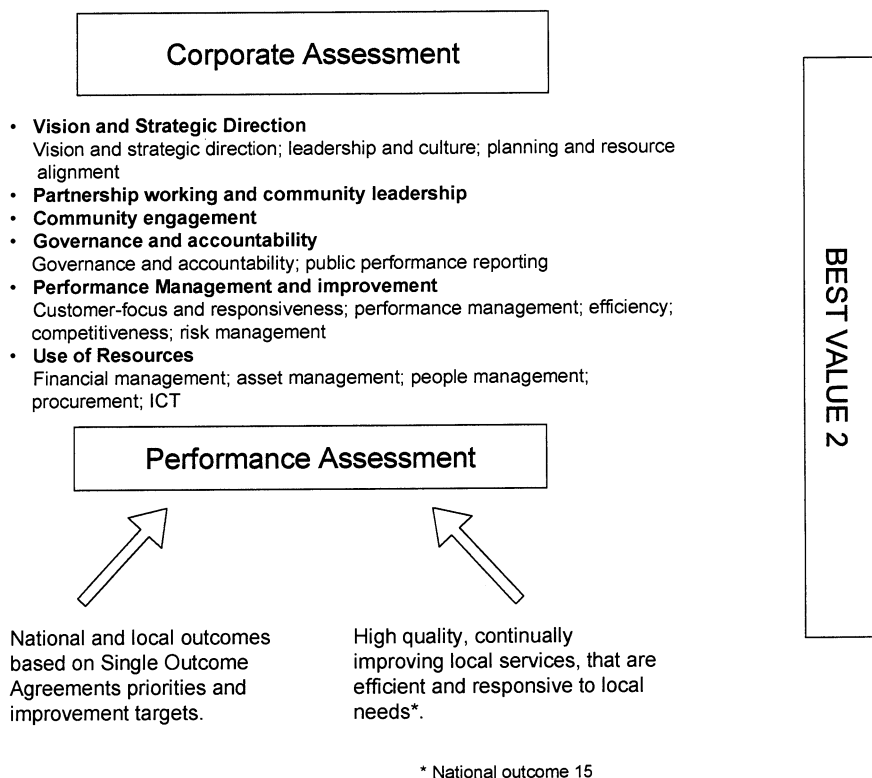 Corporate Assessment
• Vision and Strategic Direction
Vision and strategic direction; leadership and culture; planning and resource
alignment
• Partnership working and community leadership
• Community engagement
• Governance and accountability
Governance and accountability; public performance reporting
• Performance Management and improvement
Customer-focus and responsiveness; performance management; efficiency;
competitiveness; risk management
• Use of Resources
Financial management; asset management; people management;
procurement; ICT
Performance Assessment
National and local outcomes
based on Single Outcome
Agreements priorities and
improvement targets.
High quality, continually
improving local services, that are
efficient and responsive to local
needs*.
* National outcome 15
BEST VALUE 2